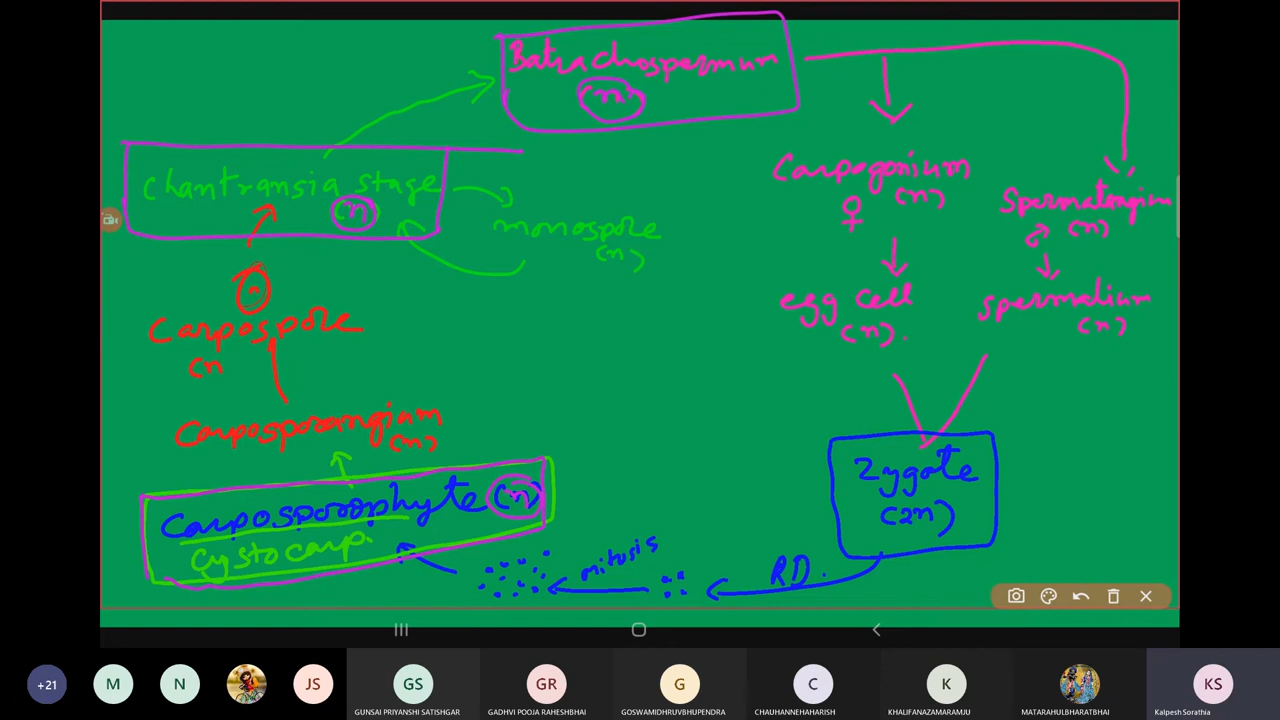 Batrachospermum
(n)
Chantransia stage
(n)
monospore
(n)
Carpogonium
(n)
♀
Spermatangium
(n)
♂
egg cell
(n).
spermatium
(n)
n
Carpospore
(n
Carposporangium
(n)
Carposporophyte (n)
Cystocarp.
Zygote
(2n)
mitosis
RD.
+21
M
N
JS
GS
GR
G
C
K
KS
GUNSAI PRIYANSHI SATISHGAR
GADHVI POOJA RAHESHBHAI
GOSWAMIDHRUVBHUPENDRA
CHAUHANNEHAHARISH
KHALIFANAZAMARAMJU
MATARAHULBHARATBHAI
Kalpesh Sorathia